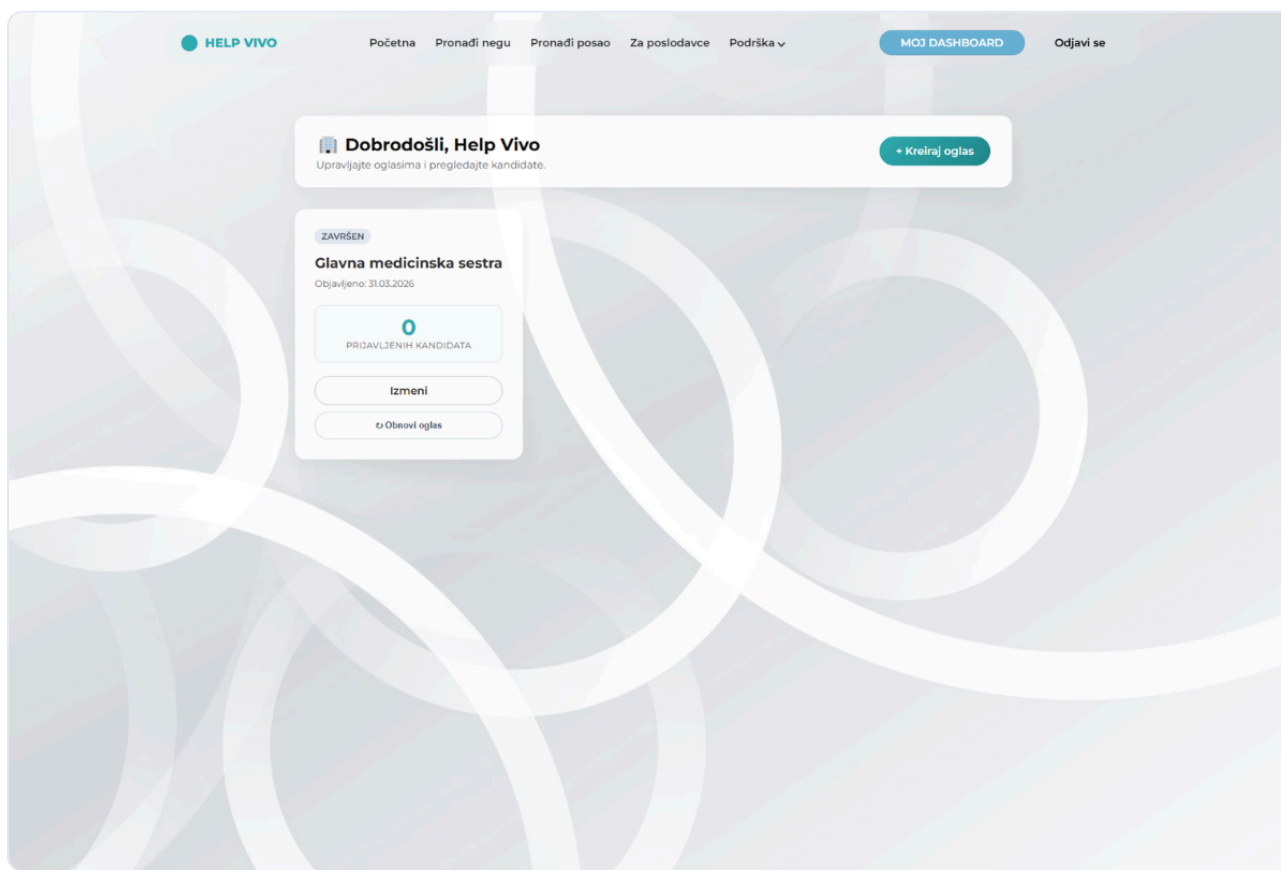 HELP VIVO
Početna
Pronađi negu
Pronađi posao
Za poslodavce
Podrška
MOJ DASHBOARD
Odjavi se
Dobrodošli, Help Vivo
Upravljajte oglasima i pregledajte kandidate.
+ Kreiraj oglas
ZAVRŠEN
Glavna medicinska sestra
Objavljeno: 31.03.2026
0
PRIJAVLJENIH KANDIDATA
Izmeni
↻ Obnovi oglas